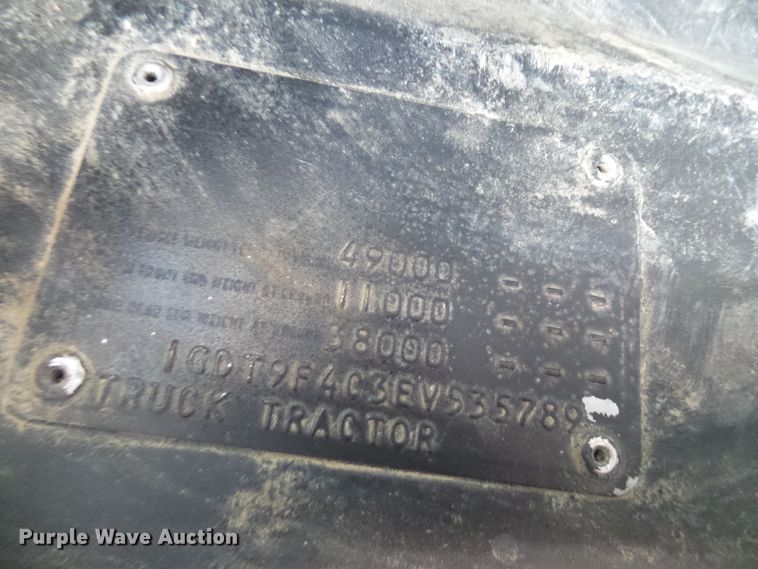 49000 - - -
11000 - - -
38000 - - -
1GDT9F4C3EV535789
TRUCK TRACTOR
Purple Wave Auction